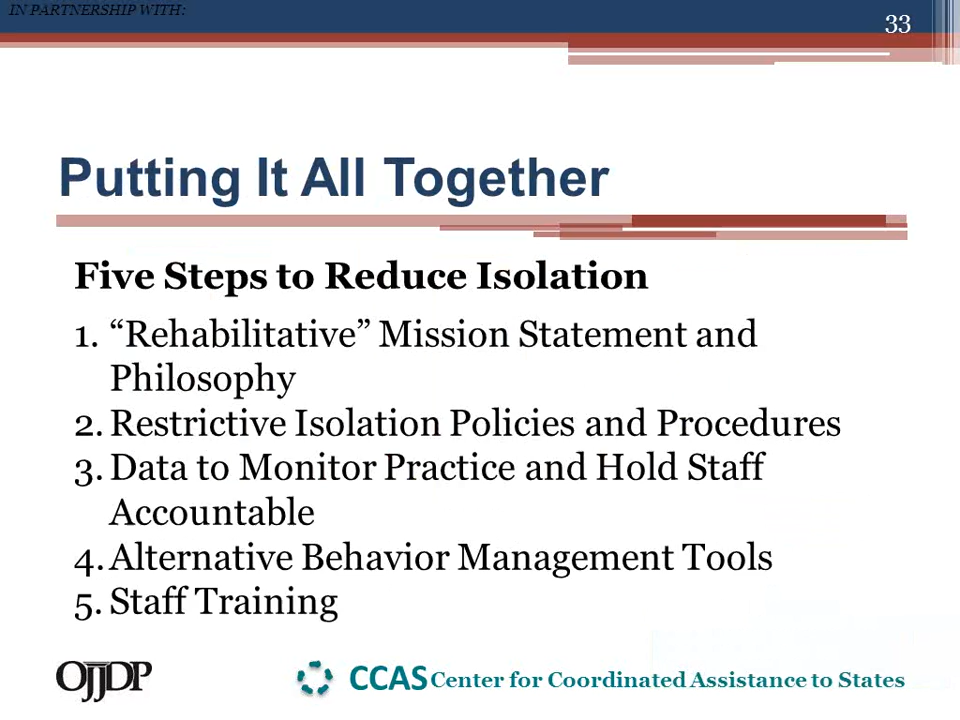 IN PARTNERSHIP WITH:
33
Putting It All Together
Five Steps to Reduce Isolation
1. “Rehabilitative” Mission Statement and
Philosophy
2. Restrictive Isolation Policies and Procedures
3. Data to Monitor Practice and Hold Staff
Accountable
4. Alternative Behavior Management Tools
5. Staff Training
OJJDP
CCAS Center for Coordinated Assistance to States